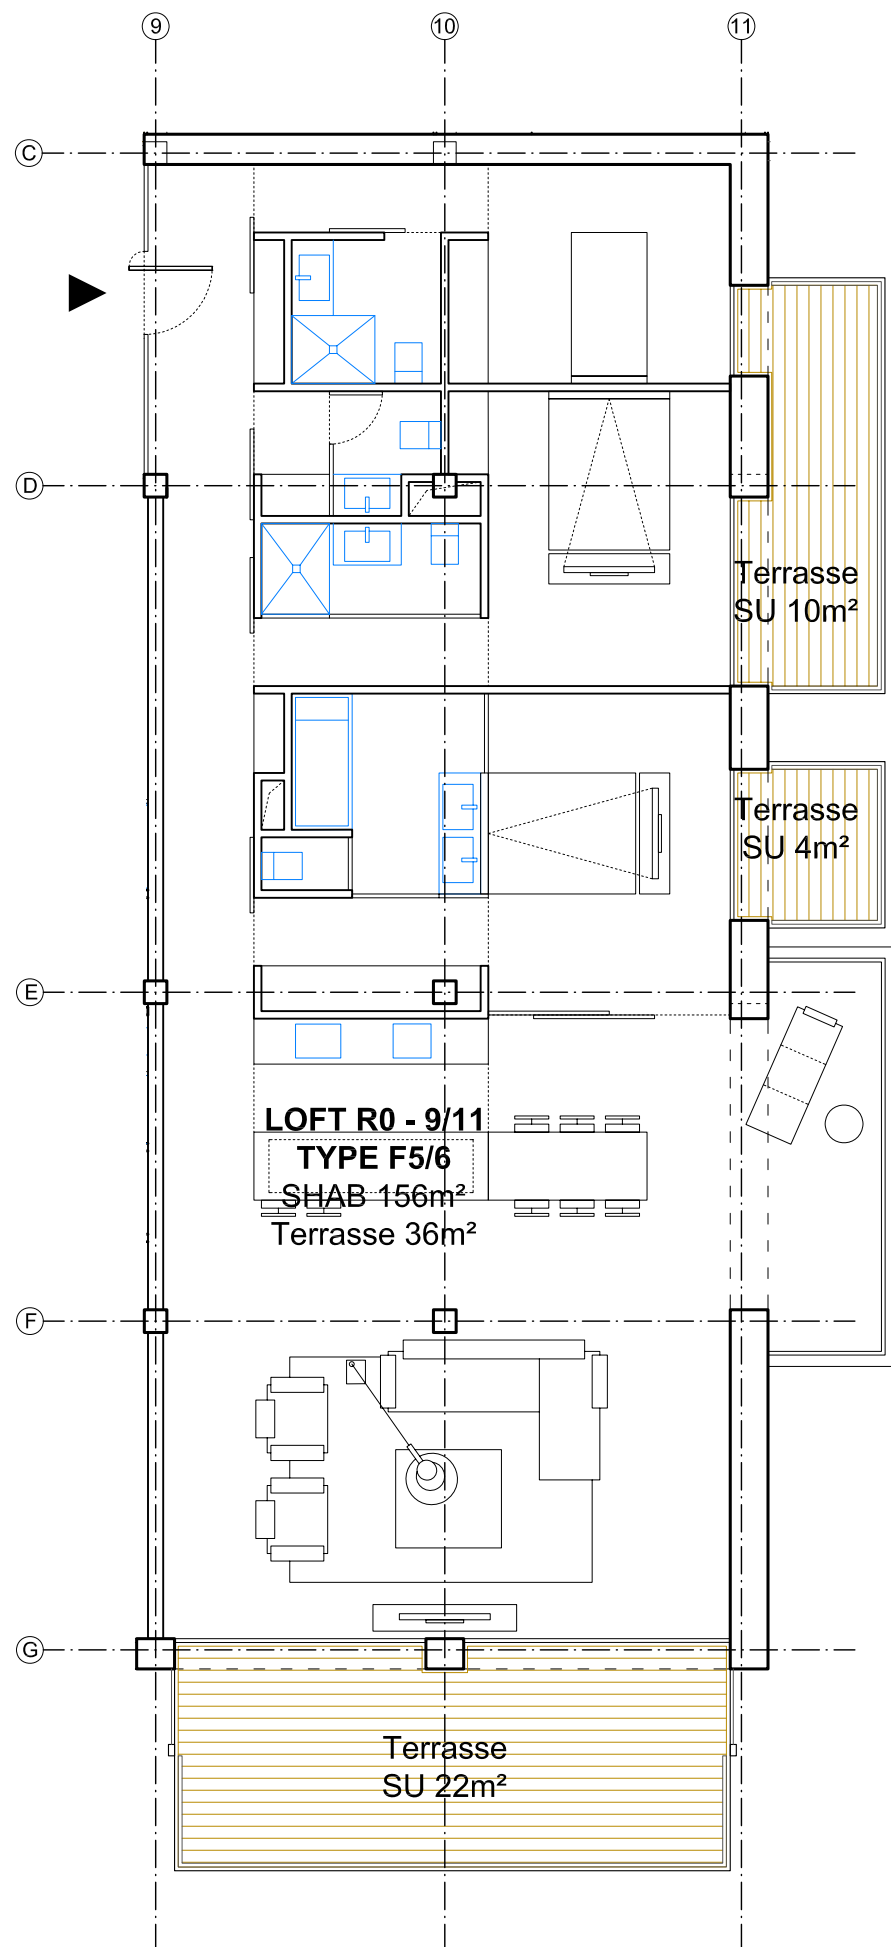 9
10
11
C
D
Terrasse
SU 10m²
Terrasse
SU 4m²
E
LOFT R0 - 9/11
TYPE F5/6
SHAB 156m²
Terrasse 36m²
F
G
Terrasse
SU 22m²